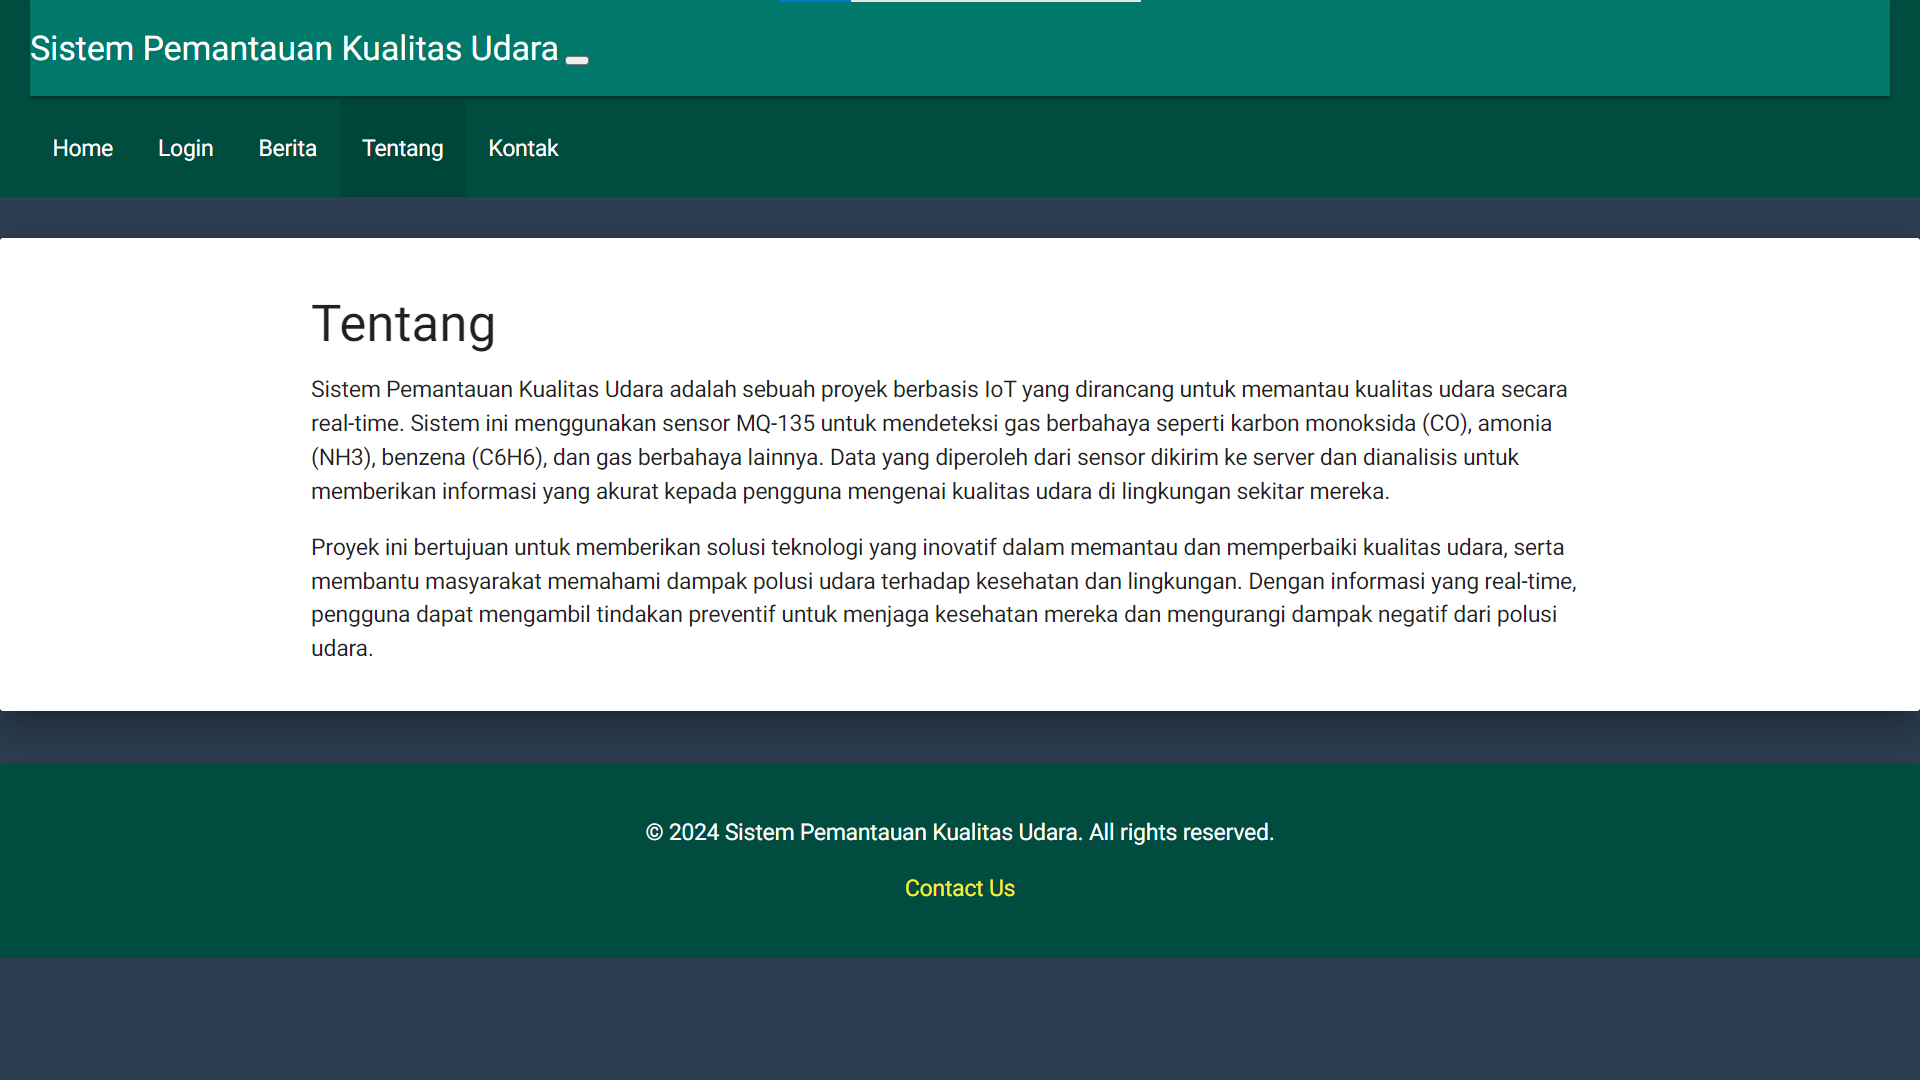 Sistem Pemantauan Kualitas Udara
Home Login Berita Tentang Kontak
Tentang
Sistem Pemantauan Kualitas Udara adalah sebuah proyek berbasis IoT yang dirancang untuk memantau kualitas udara secara
real-time. Sistem ini menggunakan sensor MQ-135 untuk mendeteksi gas berbahaya seperti karbon monoksida (CO), amonia
(NH3), benzena (C6H6), dan gas berbahaya lainnya. Data yang diperoleh dari sensor dikirim ke server dan dianalisis untuk
memberikan informasi yang akurat kepada pengguna mengenai kualitas udara di lingkungan sekitar mereka.
Proyek ini bertujuan untuk memberikan solusi teknologi yang inovatif dalam memantau dan memperbaiki kualitas udara, serta
membantu masyarakat memahami dampak polusi udara terhadap kesehatan dan lingkungan. Dengan informasi yang real-time,
pengguna dapat mengambil tindakan preventif untuk menjaga kesehatan mereka dan mengurangi dampak negatif dari polusi
udara.
© 2024 Sistem Pemantauan Kualitas Udara. All rights reserved.
Contact Us